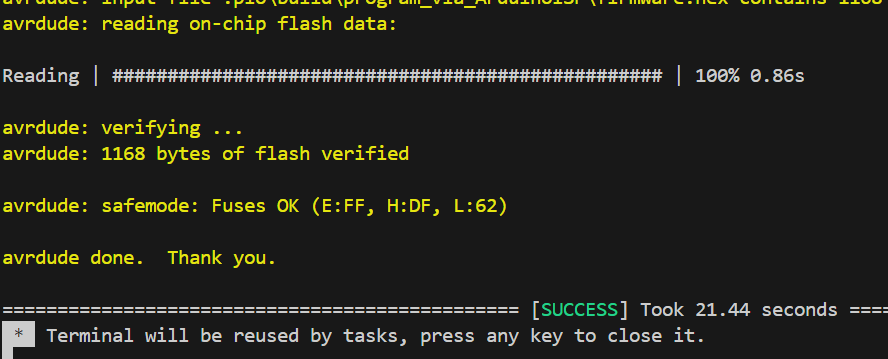 avrdude: input file .pio\build\program_via_ArduinoISP\firmware.hex contains 1168
avrdude: reading on-chip flash data:
Reading | ################################################## | 100% 0.86s
avrdude: verifying ...
avrdude: 1168 bytes of flash verified
avrdude: safemode: Fuses OK (E:FF, H:DF, L:62)
avrdude done.  Thank you.
=============================================== [SUCCESS] Took 21.44 seconds ====
* Terminal will be reused by tasks, press any key to close it.